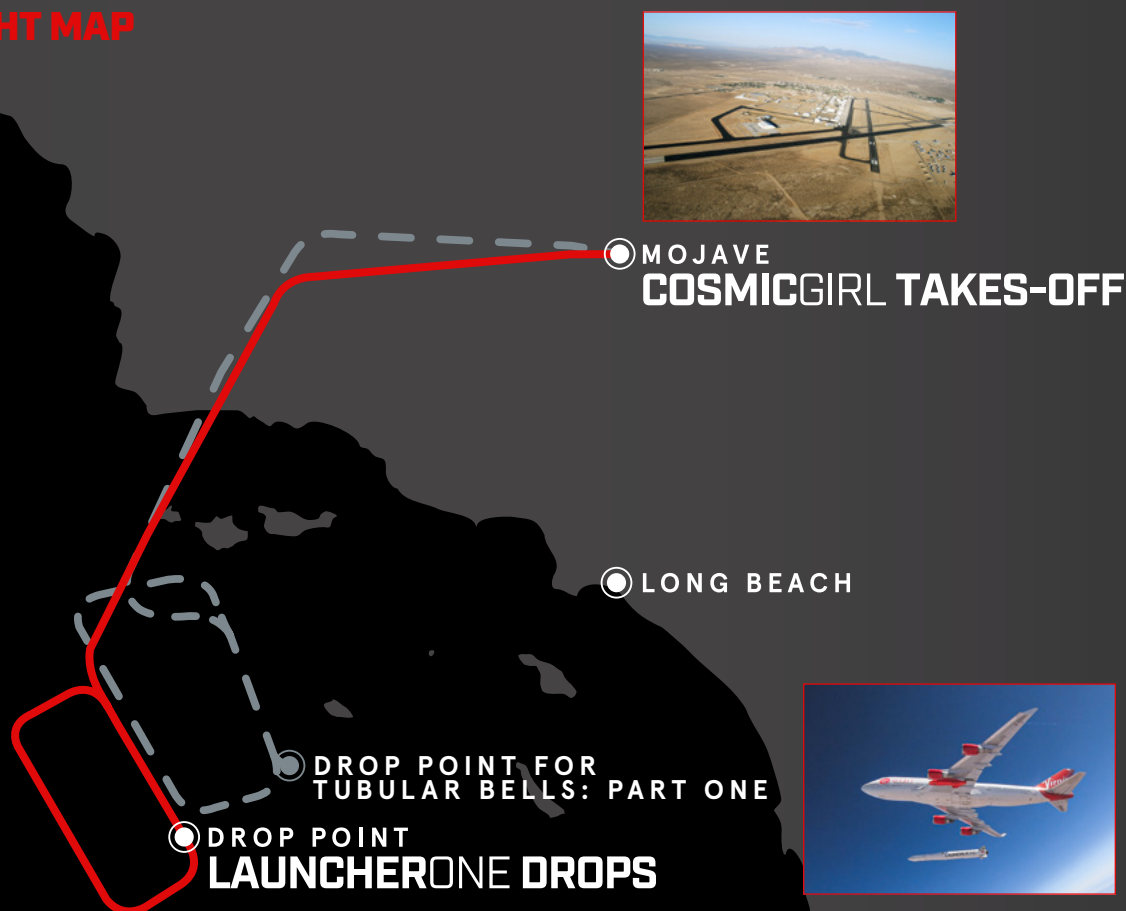 HT MAP
MOJAVE
COSMICGIRL TAKES-OFF
LONG BEACH
DROP POINT FOR
TUBULAR BELLS: PART ONE
DROP POINT
LAUNCHERONE DROPS